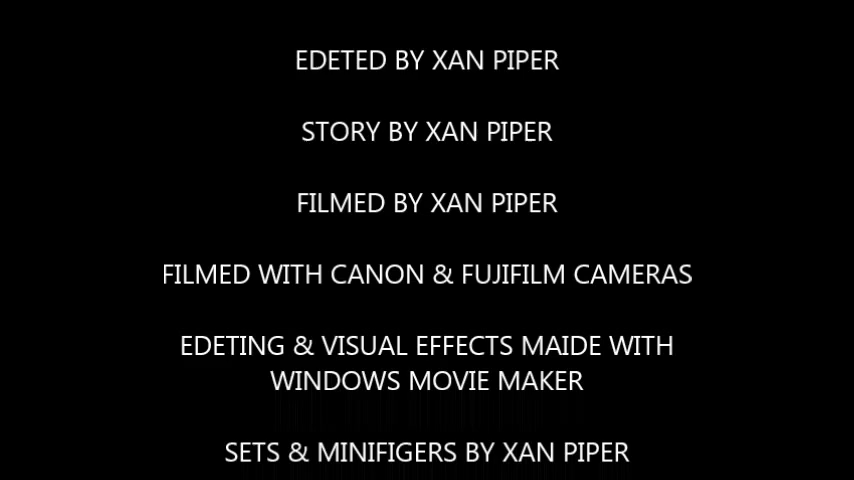 EDETED BY XAN PIPER
STORY BY XAN PIPER
FILMED BY XAN PIPER
FILMED WITH CANON & FUJIFILM CAMERAS
EDETING & VISUAL EFFECTS MAIDE WITH
WINDOWS MOVIE MAKER
SETS & MINIFIGERS BY XAN PIPER